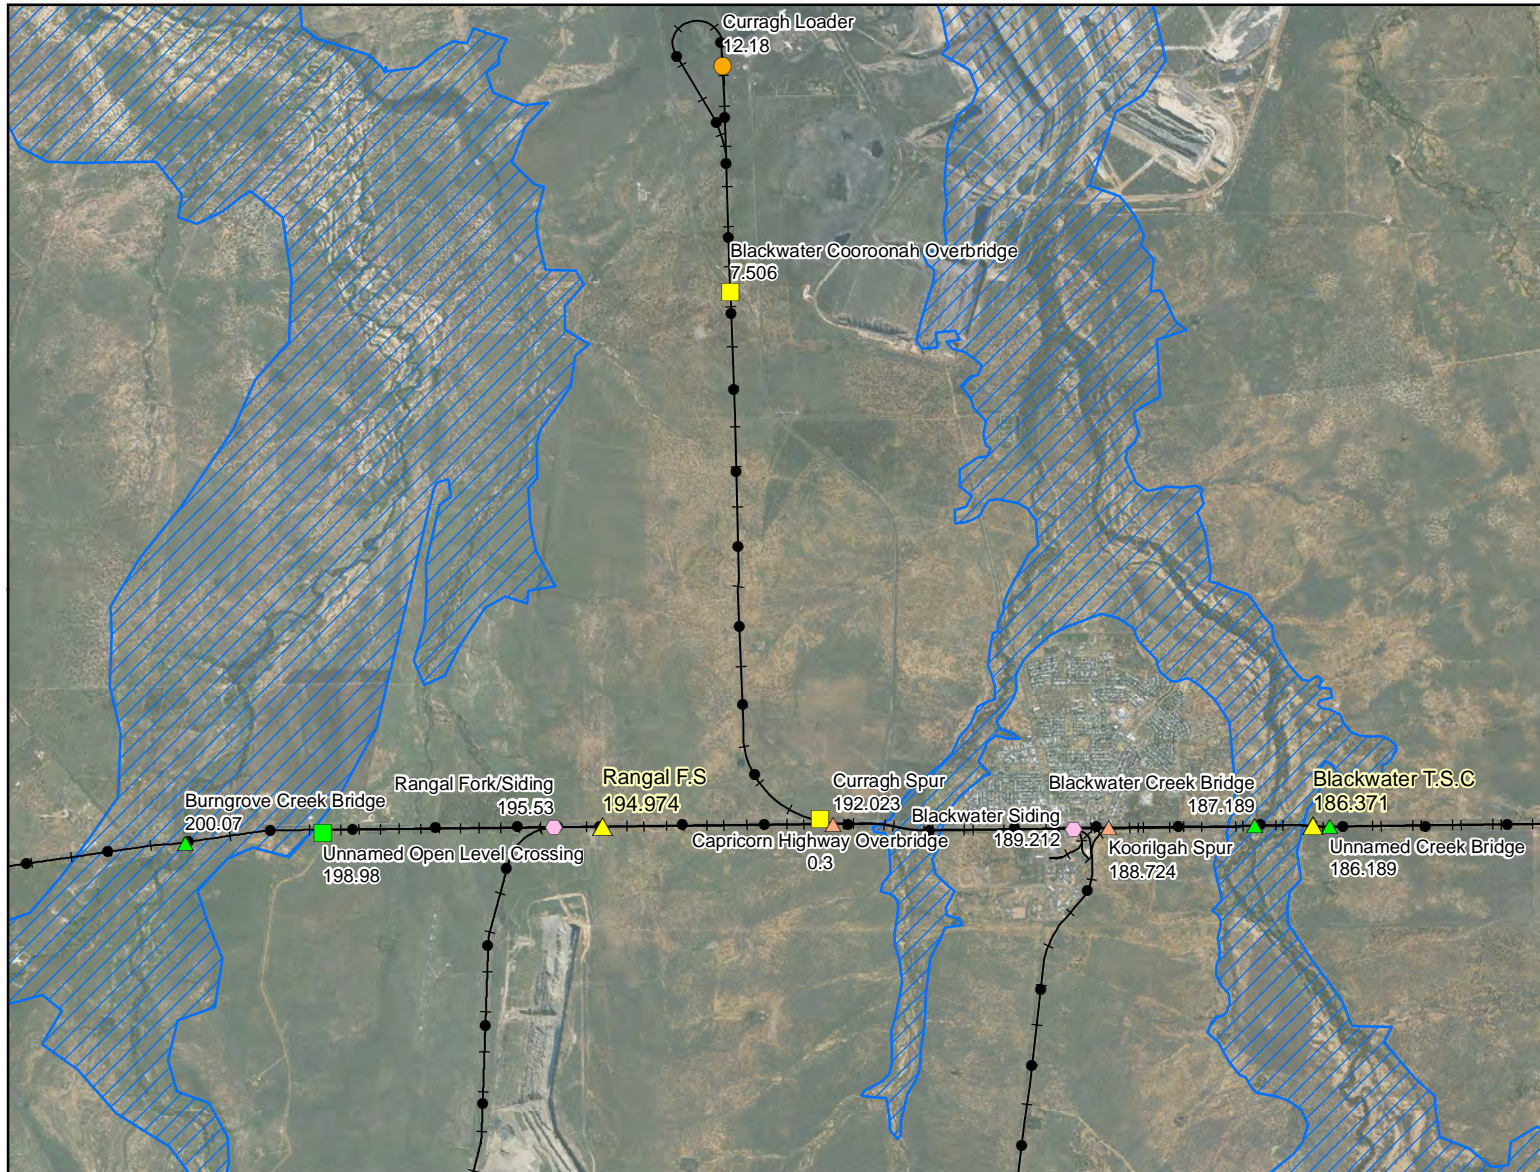 Curragh Loader
12.18
Blackwater Cooroonah Overbridge
7.506
Burngrove Creek Bridge
200.07
Unnamed Open Level Crossing
198.98
Rangal Fork/Siding
195.53
Rangal F.S
194.974
Curragh Spur
192.023
Capricorn Highway Overbridge
0.3
Blackwater Siding
189.212
Koorilgah Spur
188.724
Blackwater Creek Bridge
187.189
Blackwater T.S.C
186.371
Unnamed Creek Bridge
186.189